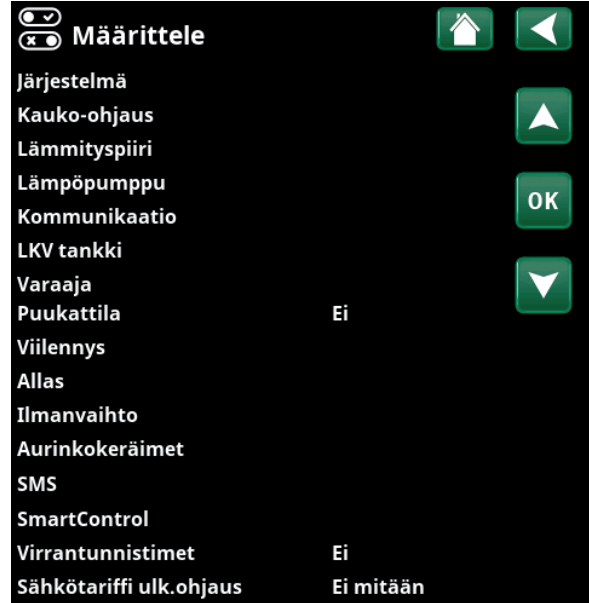 Määrittele
Järjestelmä
Kauko-ohjaus
Lämmityspiiri
Lämpöpumppu
OK
Kommunikaatio
LKV tankki
Varaaja
Puukattila Ei
Viilennys
Allas
Ilmanvaihto
Aurinkokeräimet
SMS
SmartControl
Virrantunnistimet Ei
Sähkötariffi ulk.ohjaus Ei mitään